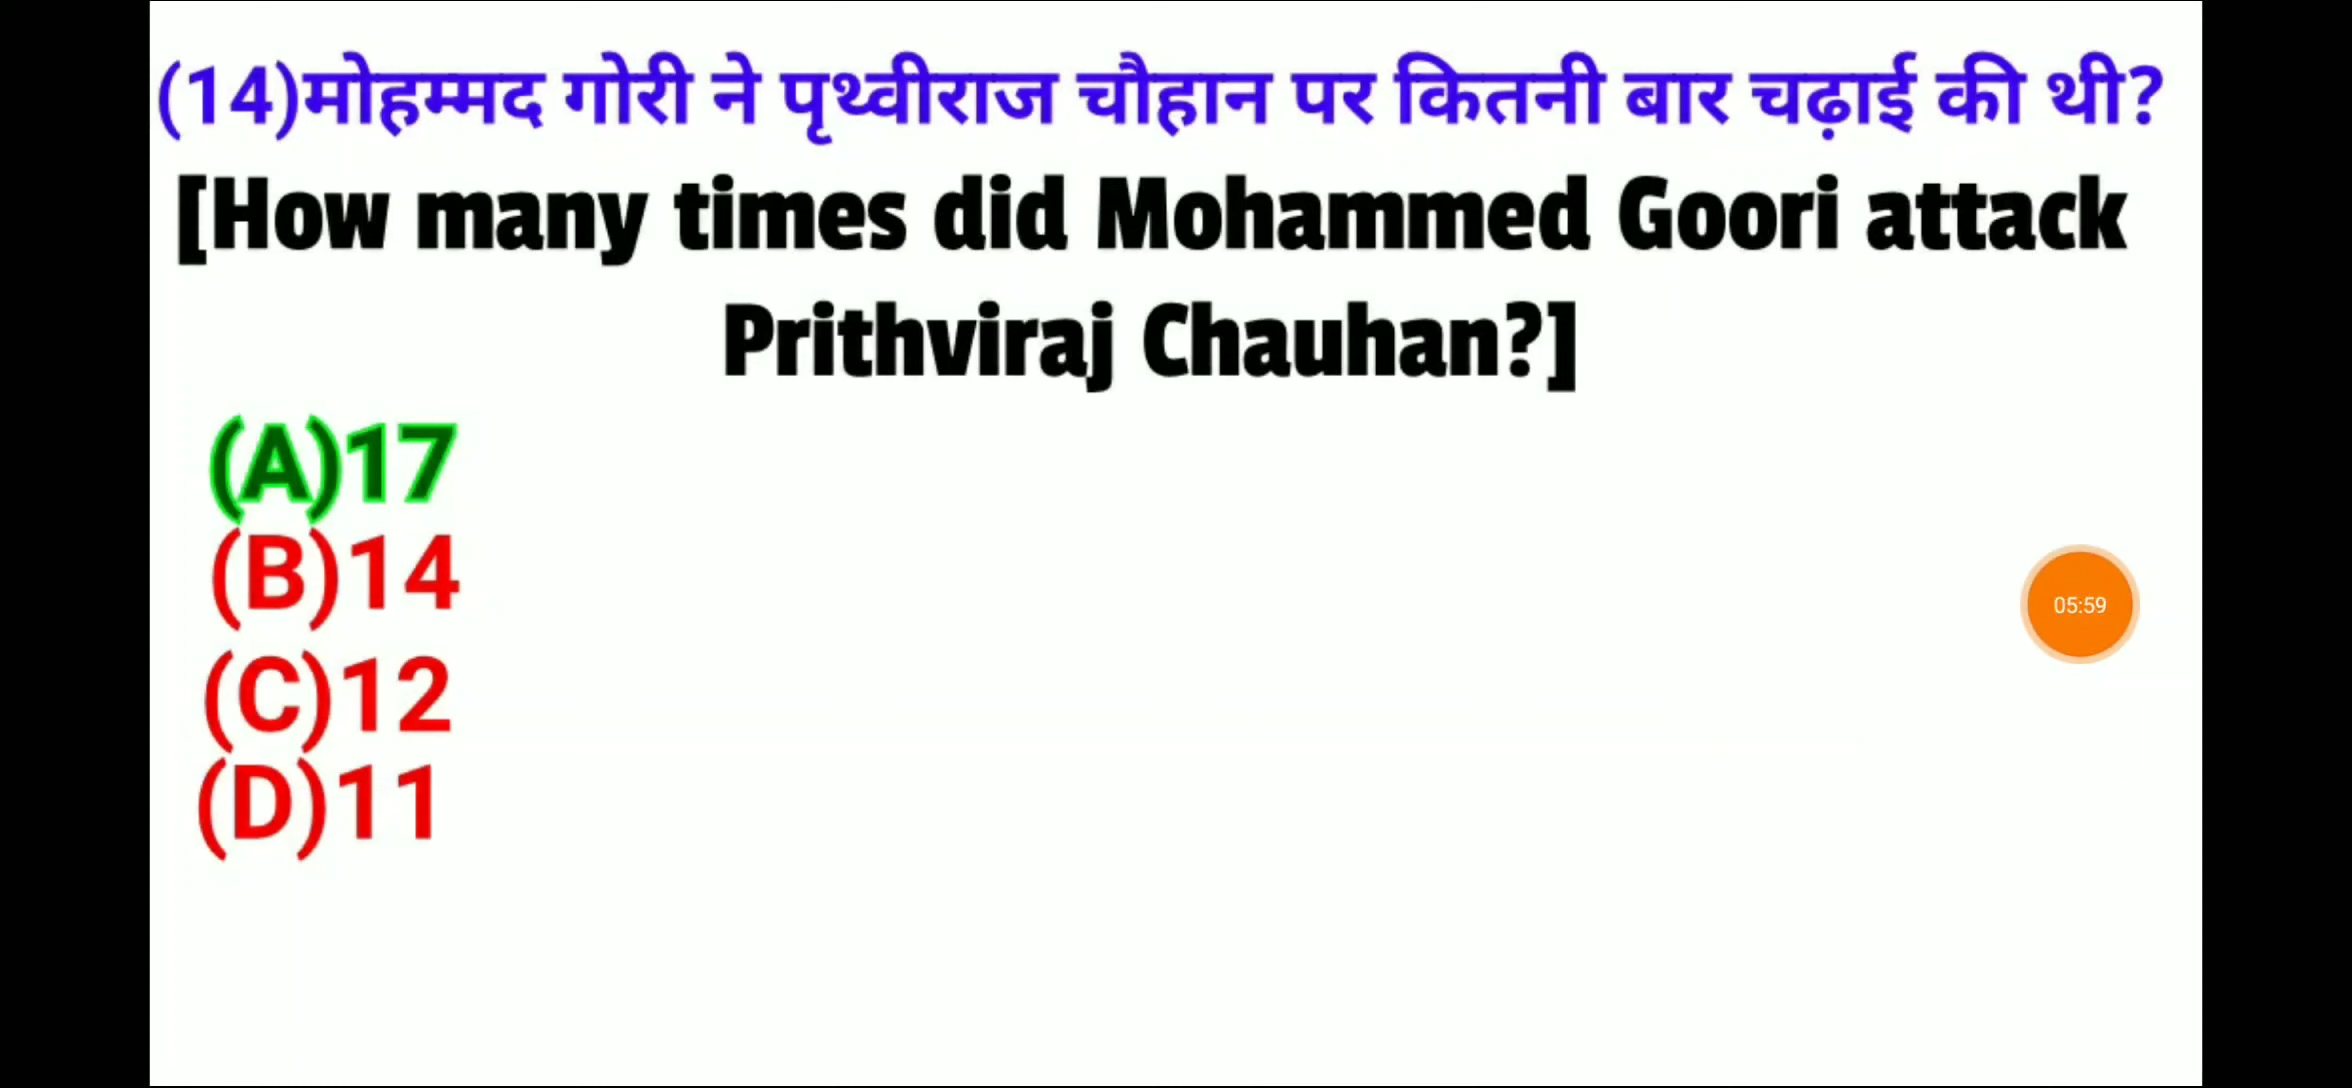 (14)मोहम्मद गोरी ने पृथ्वीराज चौहान पर कितनी बार चढ़ाई की थी?
[How many times did Mohammed Goori attack
Prithviraj Chauhan?]
(A)17
(B)14
(C)12
(D)11
05:59